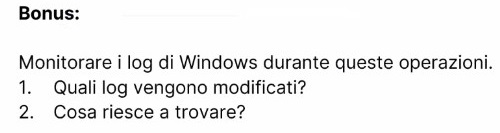 Bonus:
Monitorare i log di Windows durante queste operazioni.
1. Quali log vengono modificati?
2. Cosa riesce a trovare?